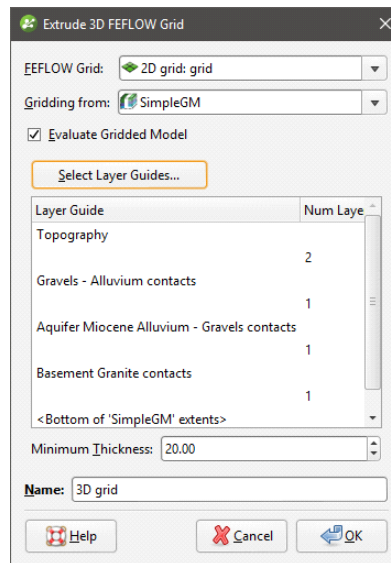 Extrude 3D FEFLOW Grid
FEFLOW Grid: 2D grid: grid
Gridding from: SimpleGM
Evaluate Gridded Model
Select Layer Guides...
Layer Guide Num Laye
Topography
2
Gravels - Alluvium contacts
1
Aquifer Miocene Alluvium - Gravels contacts
1
Basement Granite contacts
1
<Bottom of 'SimpleGM' extents>
Minimum Thickness: 20.00
Name: 3D grid
Help Cancel OK